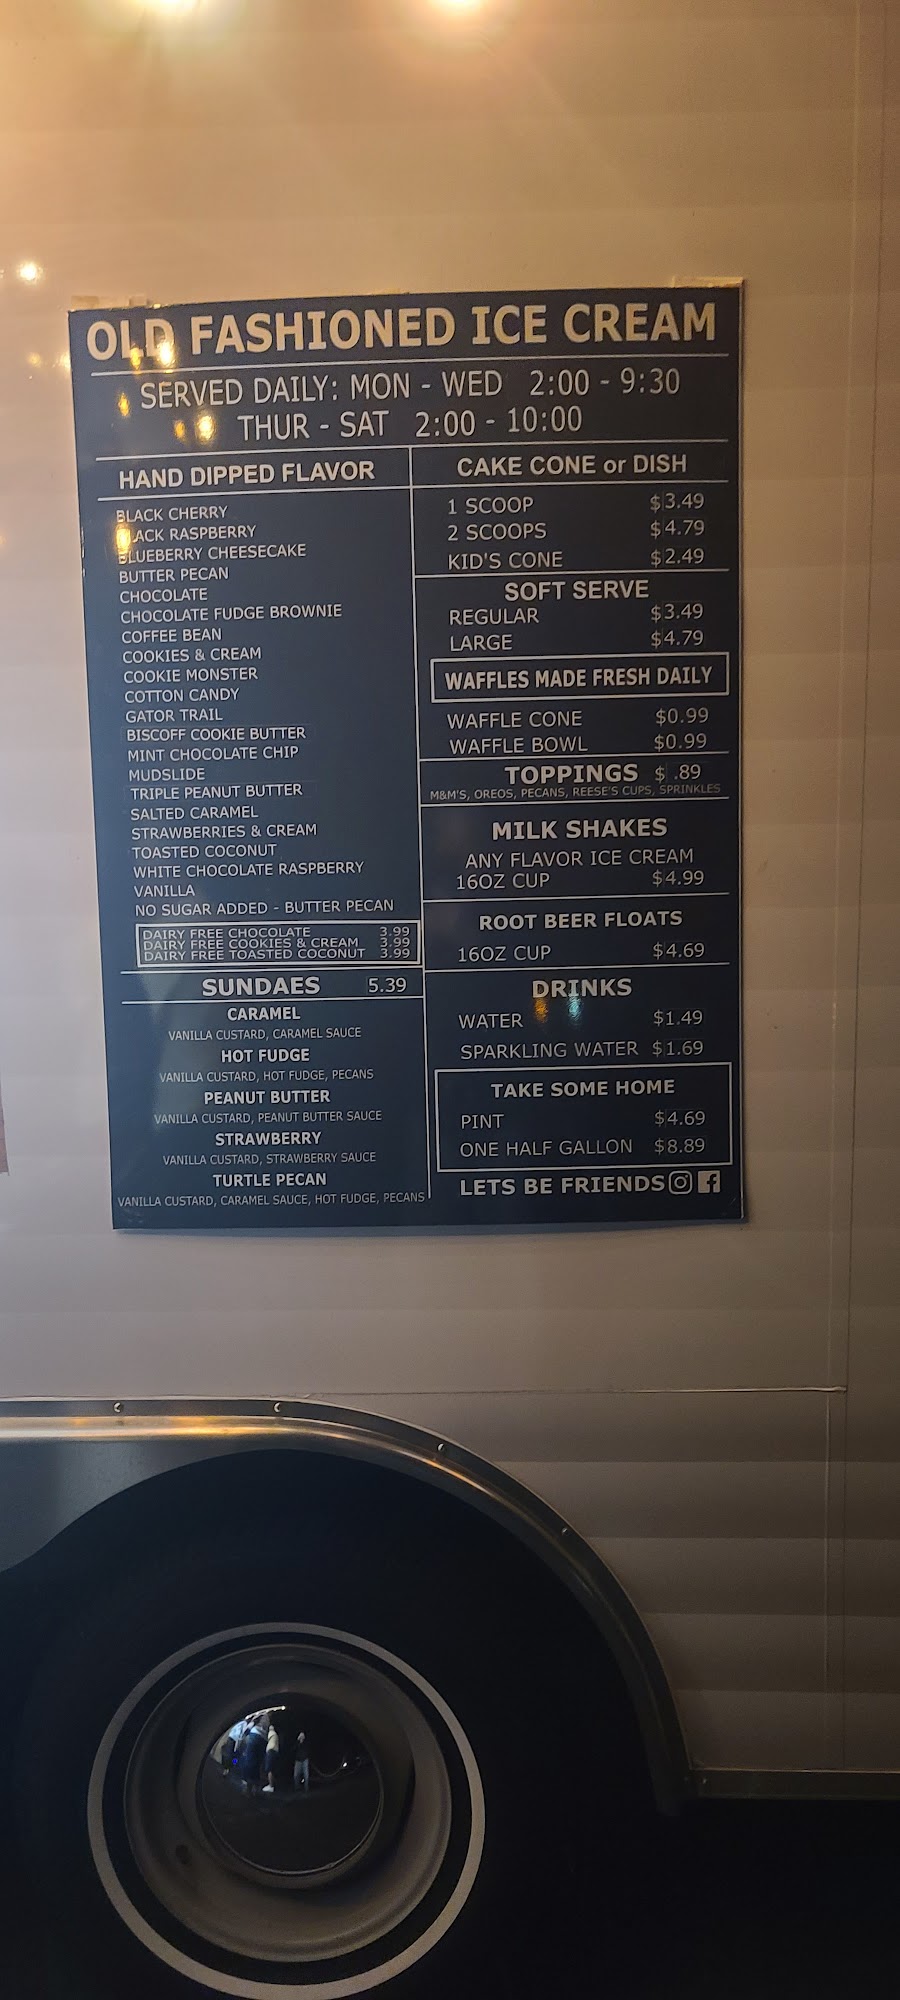 OLD FASHIONED ICE CREAM
SERVED DAILY: MON - WED 2:00 - 9:30
THUR - SAT 2:00 - 10:00
HAND DIPPED FLAVOR
BLACK CHERRY
BLACK RASPBERRY
BLUEBERRY CHEESECAKE
BUTTER PECAN
CHOCOLATE
CHOCOLATE FUDGE BROWNIE
COFFEE BEAN
COOKIES & CREAM
COOKIE MONSTER
COTTON CANDY
GATOR TRAIL
BISCOFF COOKIE BUTTER
MINT CHOCOLATE CHIP
MUDSLIDE
TRIPLE PEANUT BUTTER
SALTED CARAMEL
STRAWBERRIES & CREAM
TOASTED COCONUT
WHITE CHOCOLATE RASPBERRY
VANILLA
NO SUGAR ADDED - BUTTER PECAN
DAIRY FREE CHOCOLATE 3.99
DAIRY FREE COOKIES & CREAM 3.99
DAIRY FREE TOASTED COCONUT 3.99
SUNDAES 5.39
CARAMEL
VANILLA CUSTARD, CARAMEL SAUCE
HOT FUDGE
VANILLA CUSTARD, HOT FUDGE, PECANS
PEANUT BUTTER
VANILLA CUSTARD, PEANUT BUTTER SAUCE
STRAWBERRY
VANILLA CUSTARD, STRAWBERRY SAUCE
TURTLE PECAN
VANILLA CUSTARD, CARAMEL SAUCE, HOT FUDGE, PECANS
CAKE CONE or DISH
1 SCOOP $3.49
2 SCOOPS $4.79
KID'S CONE $2.49
SOFT SERVE
REGULAR $3.49
LARGE $4.79
WAFFLES MADE FRESH DAILY
WAFFLE CONE $0.99
WAFFLE BOWL $0.99
TOPPINGS $ .89
M&M'S, OREOS, PECANS, REESE'S CUPS, SPRINKLES
MILK SHAKES
ANY FLAVOR ICE CREAM
16OZ CUP $4.99
ROOT BEER FLOATS
16OZ CUP $4.69
DRINKS
WATER $1.49
SPARKLING WATER $1.69
TAKE SOME HOME
PINT $4.69
ONE HALF GALLON $8.89
LETS BE FRIENDS